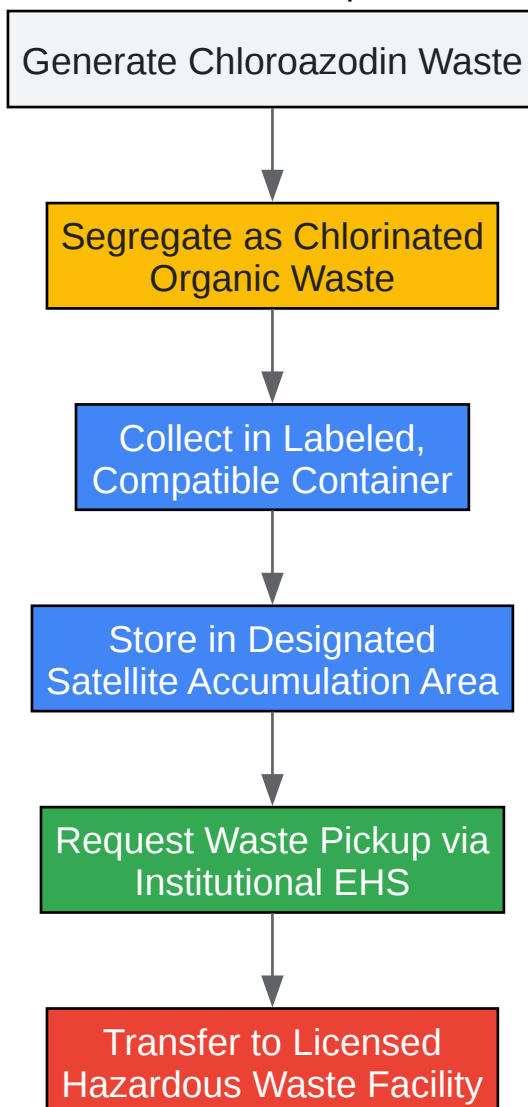 Generate Chloroazodin Waste
Segregate as Chlorinated
Organic Waste
Collect in Labeled,
Compatible Container
Store in Designated
Satellite Accumulation Area
Request Waste Pickup via
Institutional EHS
Transfer to Licensed
Hazardous Waste Facility